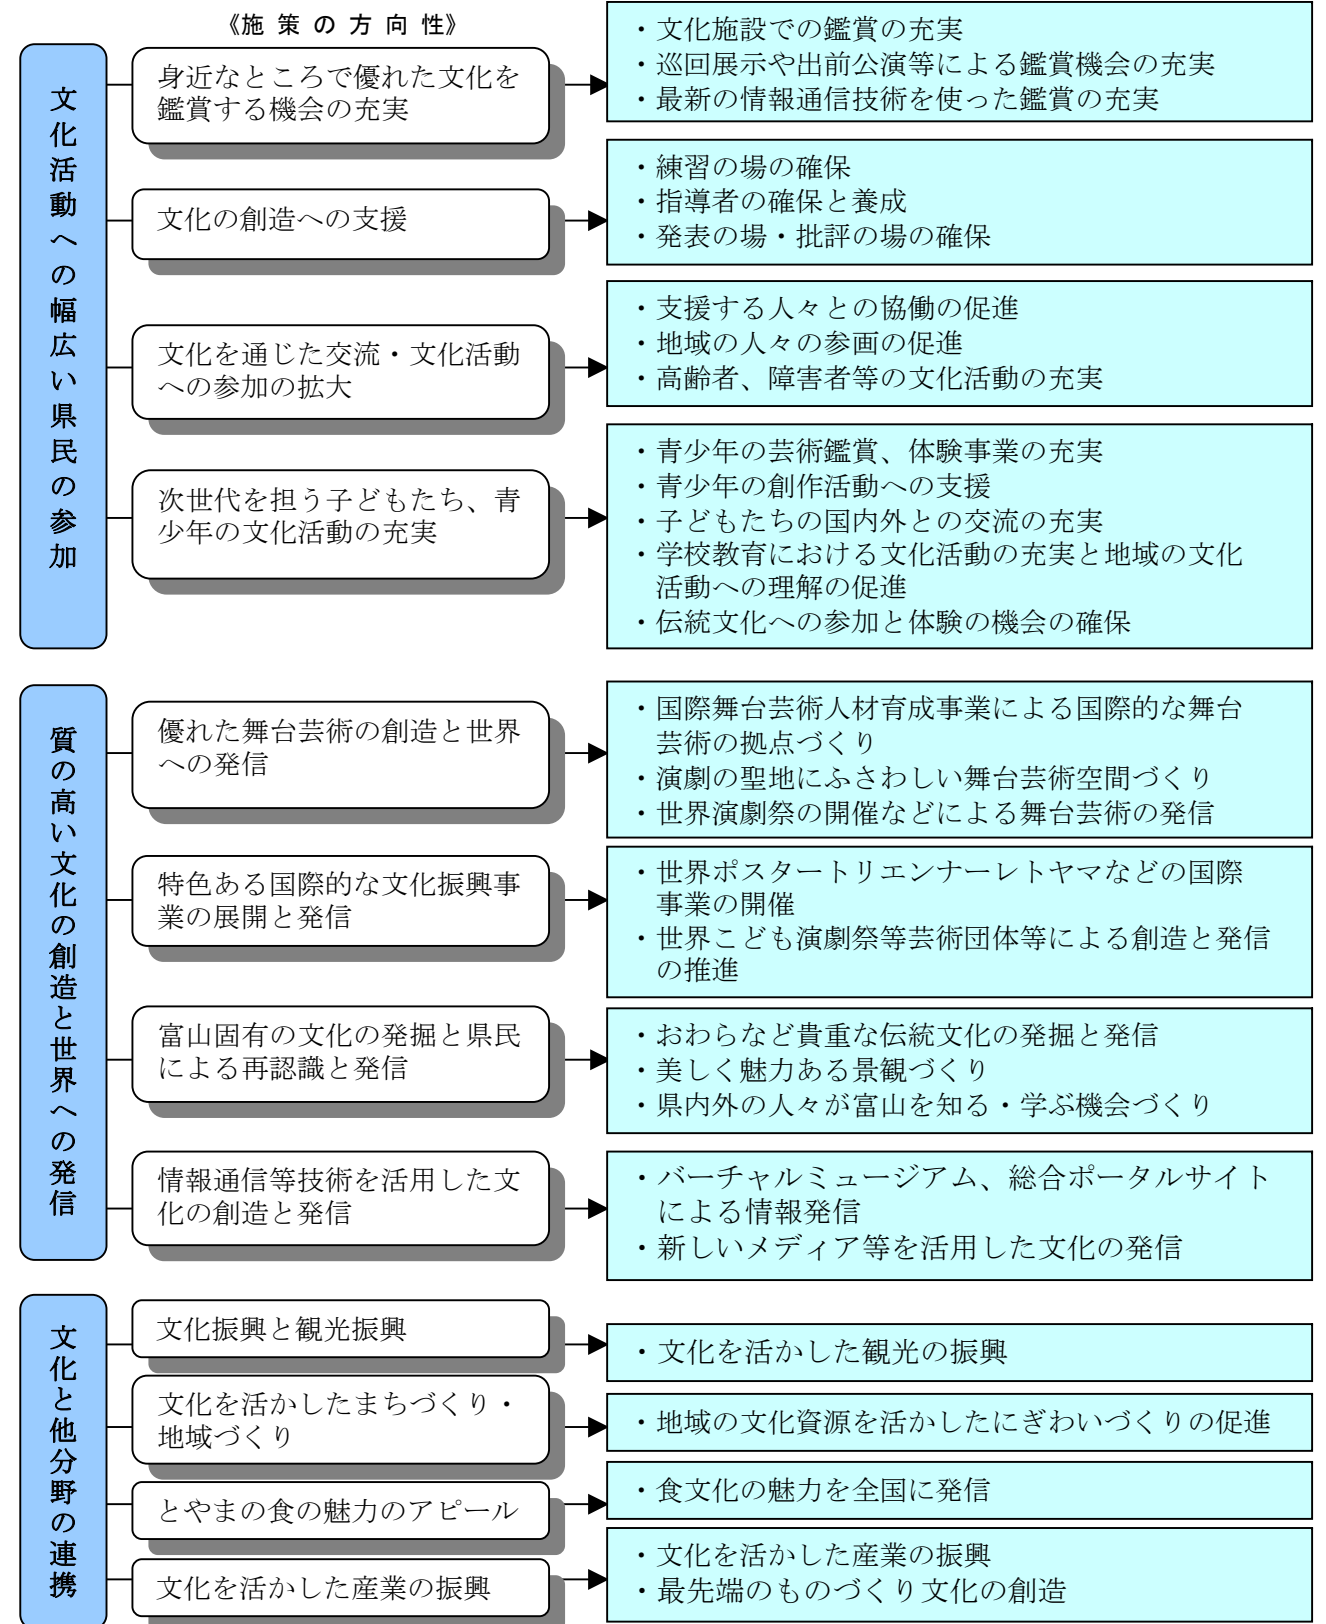 《施策の方向性》
文化活動への幅広い県民の参加
身近なところで優れた文化を
鑑賞する機会の充実
・文化施設での鑑賞の充実
・巡回展示や出前公演等による鑑賞機会の充実
・最新の情報通信技術を使った鑑賞の充実
文化の創造への支援
・練習の場の確保
・指導者の確保と養成
・発表の場・批評の場の確保
文化を通じた交流・文化活動
への参加の拡大
・支援する人々との協働の促進
・地域の人々の参画の促進
・高齢者、障害者等の文化活動の充実
次世代を担う子どもたち、青
少年の文化活動の充実
・青少年の芸術鑑賞、体験事業の充実
・青少年の創作活動への支援
・子どもたちの国内外との交流の充実
・学校教育における文化活動の充実と地域の文化
活動への理解の促進
・伝統文化への参加と体験の機会の確保
質の高い文化の創造と世界への発信
優れた舞台芸術の創造と世界
への発信
・国際舞台芸術人材育成事業による国際的な舞台
芸術の拠点づくり
・演劇の聖地にふさわしい舞台芸術空間づくり
・世界演劇祭の開催などによる舞台芸術の発信
特色ある国際的な文化振興事
業の展開と発信
・世界ポスタートリエンナーレトヤマなどの国際
事業の開催
・世界こども演劇祭等芸術団体等による創造と発信
の推進
富山固有の文化の発掘と県民
による再認識と発信
・おわらなど貴重な伝統文化の発掘と発信
・美しく魅力ある景観づくり
・県内外の人々が富山を知る・学ぶ機会づくり
情報通信等技術を活用した文
化の創造と発信
・バーチャルミュージアム、総合ポータルサイト
による情報発信
・新しいメディア等を活用した文化の発信
文化と他分野の連携
文化振興と観光振興
・文化を活かした観光の振興
文化を活かしたまちづくり・
地域づくり
・地域の文化資源を活かしたにぎわいづくりの促進
とやまの食の魅力のアピール
・食文化の魅力を全国に発信
文化を活かした産業の振興
・文化を活かした産業の振興
・最先端のものづくり文化の創造